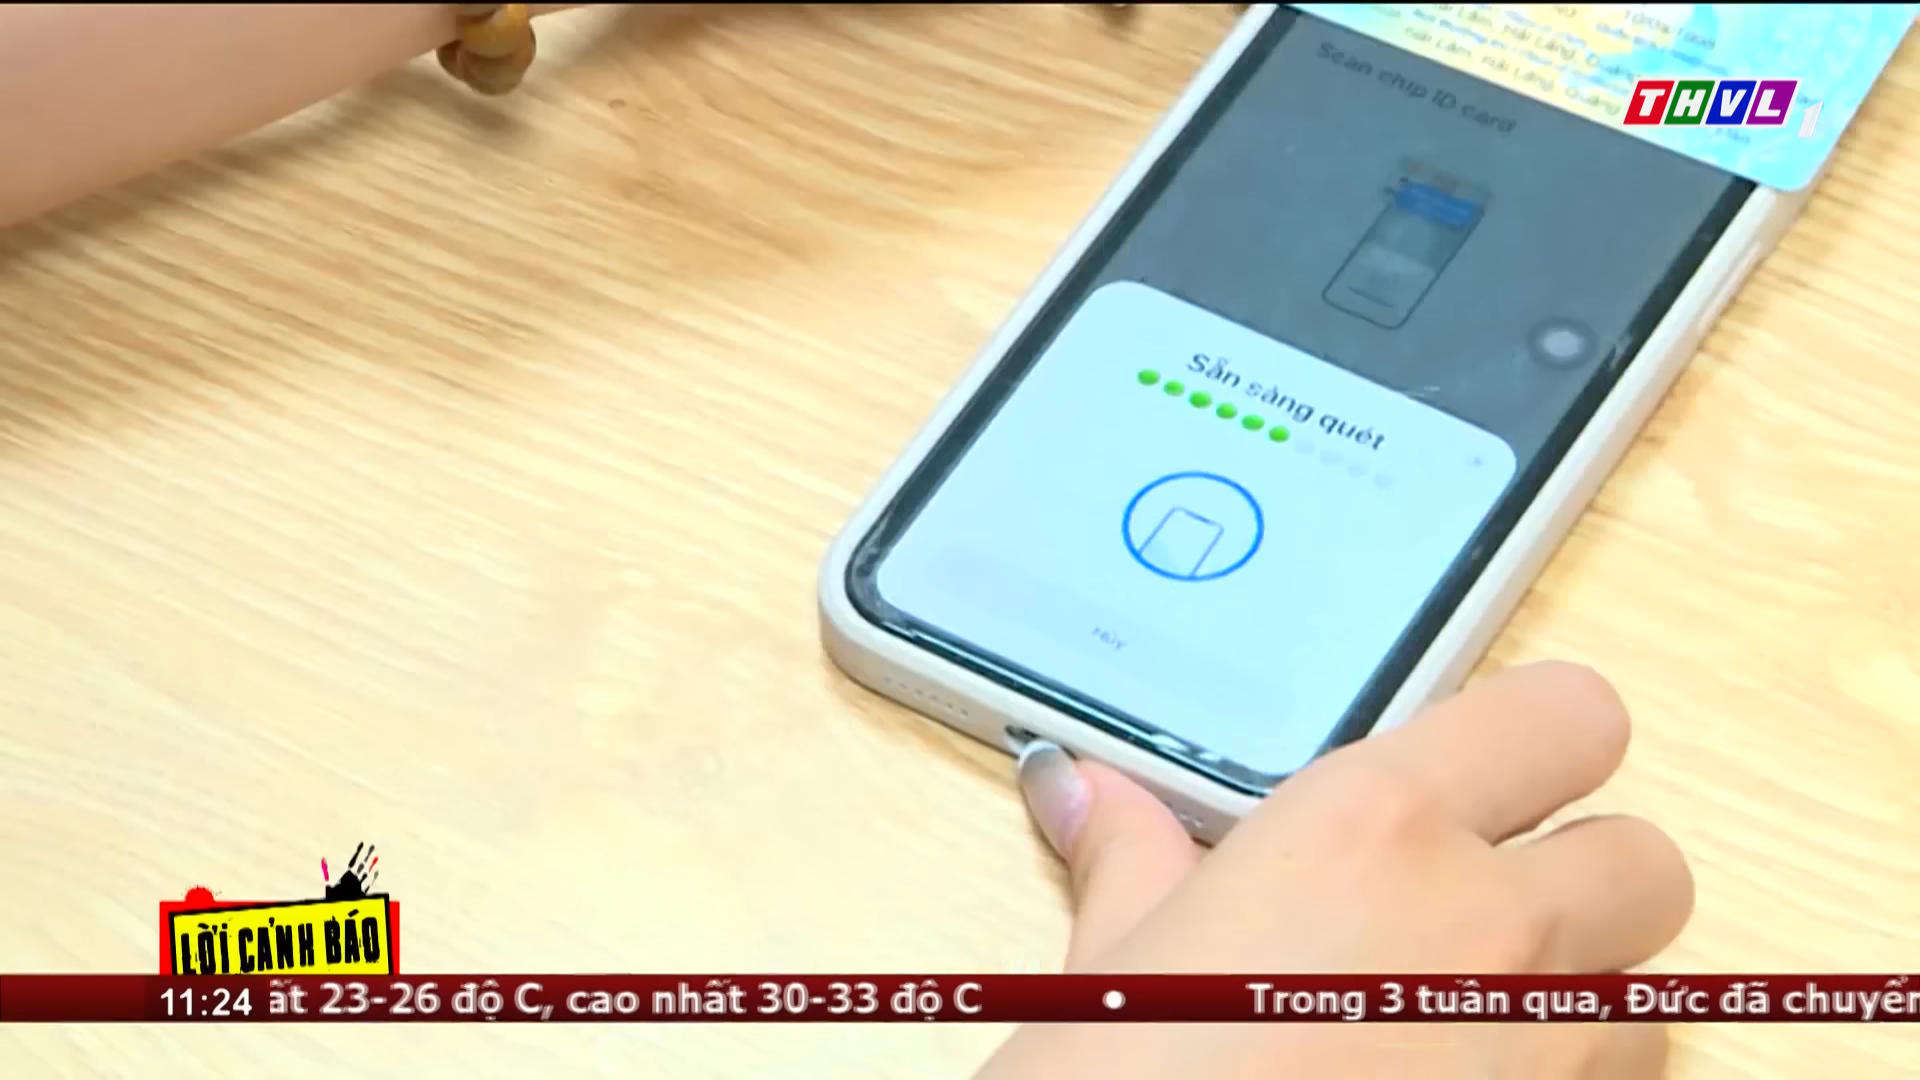 Scan chip ID card
THVL 1
Sẵn sàng quét
Hủy
LỜI CẢNH BÁO
11:24 ất 23-26 độ C, cao nhất 30-33 độ C • Trong 3 tuần qua, Đức đã chuyển